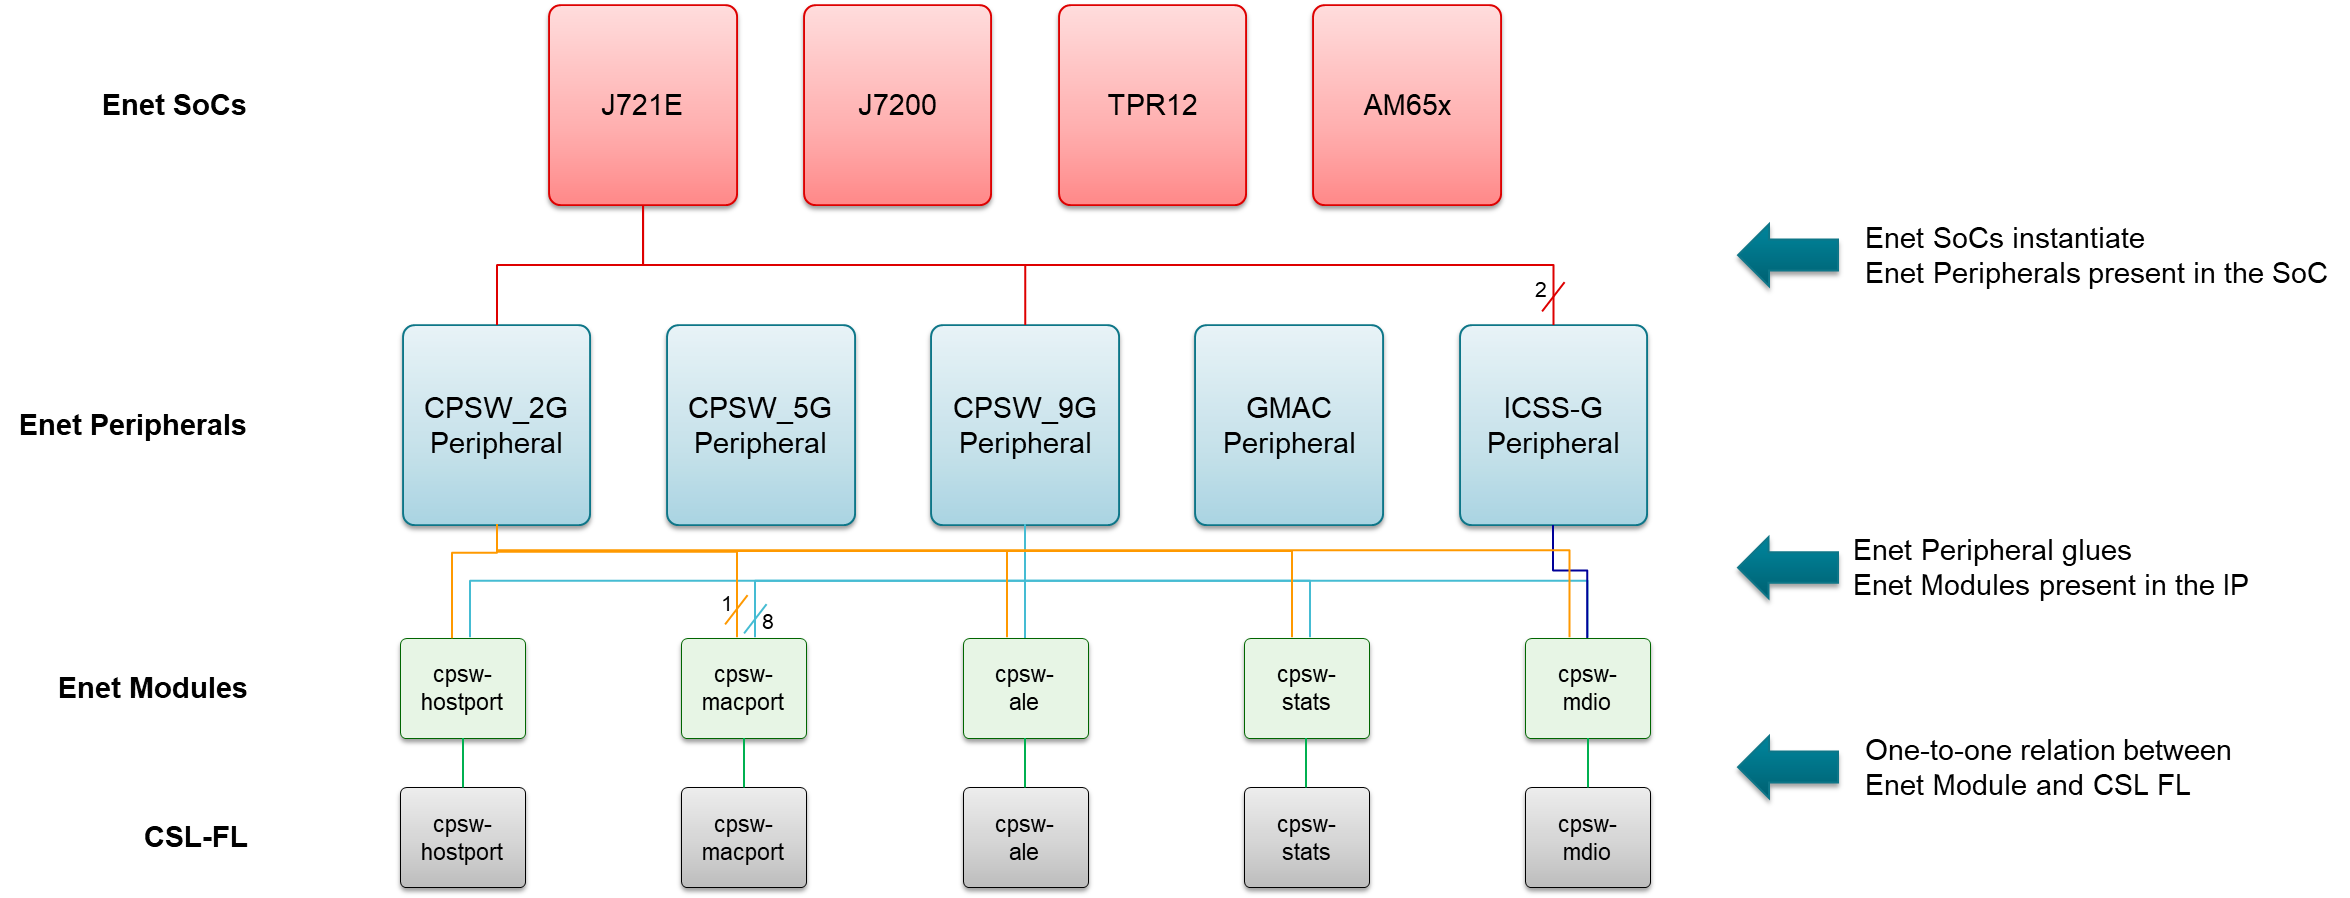 Enet SoCs
J721E
J7200
TPR12
AM65x
Enet SoCs instantiate
Enet Peripherals present in the SoC
2
Enet Peripherals
CPSW_2G
Peripheral
CPSW_5G
Peripheral
CPSW_9G
Peripheral
GMAC
Peripheral
ICSS-G
Peripheral
Enet Peripheral glues
Enet Modules present in the IP
1
8
Enet Modules
cpsw-
hostport
cpsw-
macport
cpsw-
ale
cpsw-
stats
cpsw-
mdio
One-to-one relation between
Enet Module and CSL FL
CSL-FL
cpsw-
hostport
cpsw-
macport
cpsw-
ale
cpsw-
stats
cpsw-
mdio